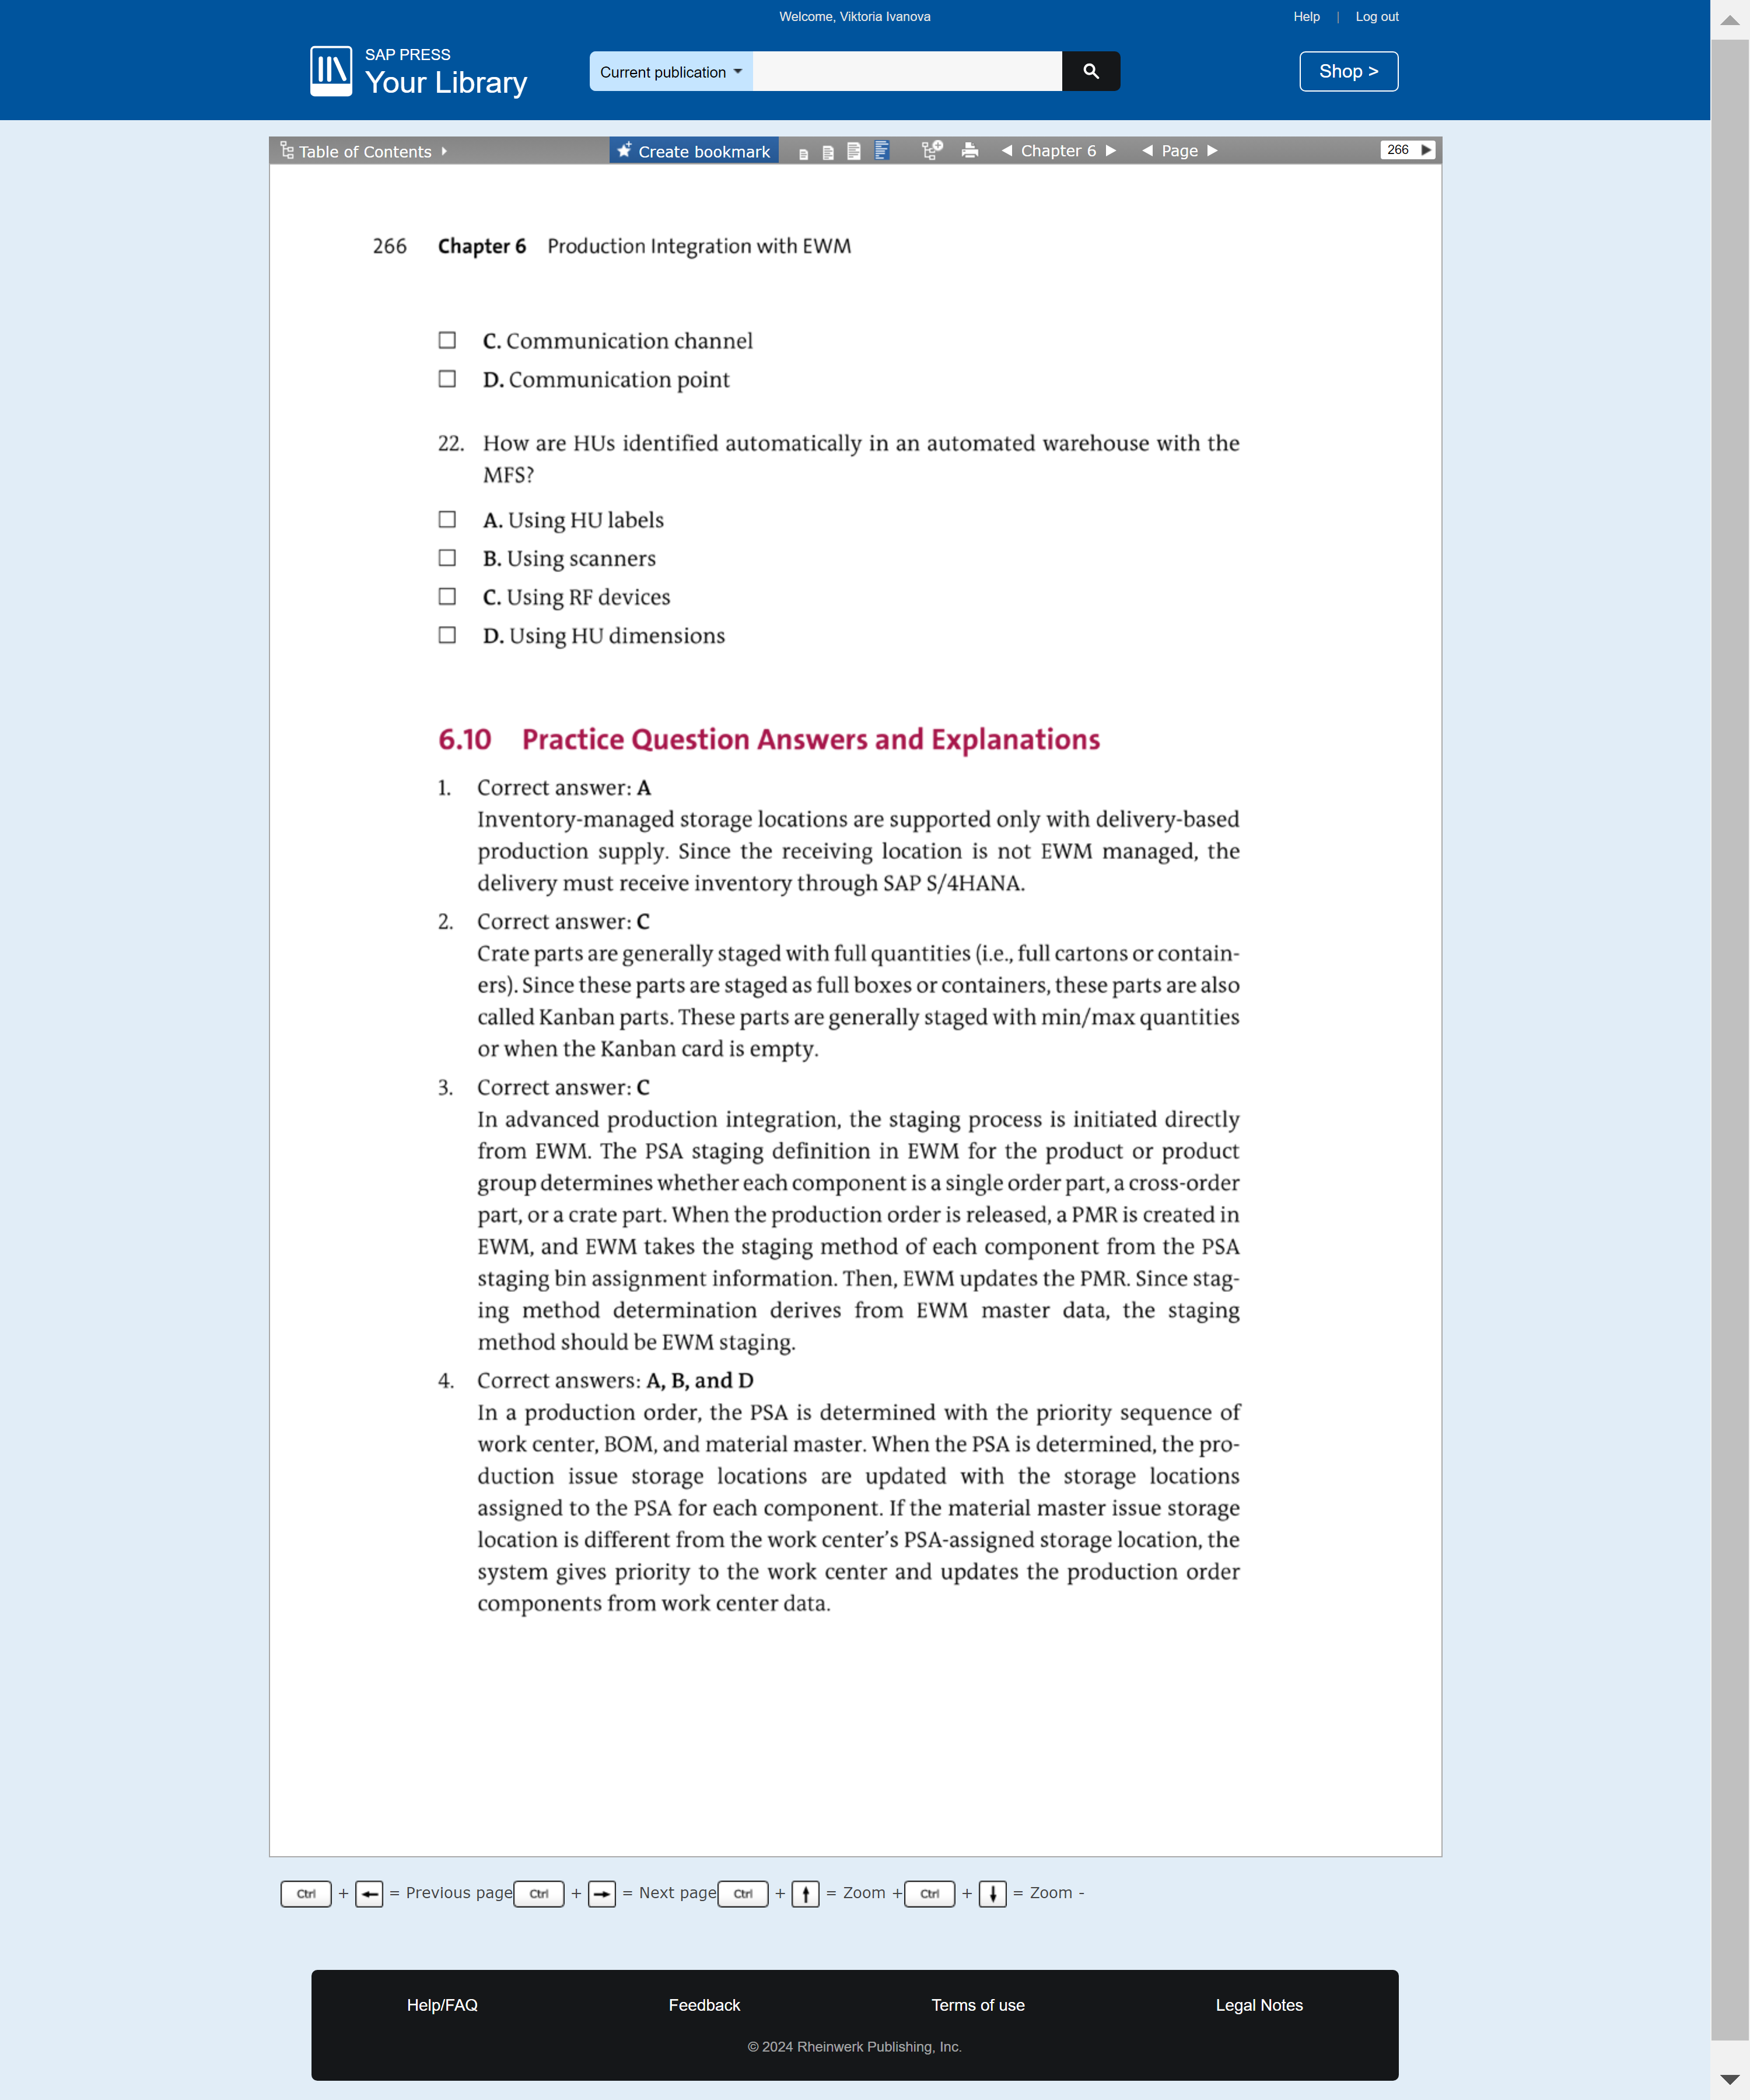 Welcome, Viktoria Ivanova
Help | Log out
SAP PRESS
Your Library
Current publication
Shop >
Table of Contents
Create bookmark
Chapter 6
Page
266
266 Chapter 6 Production Integration with EWM
C. Communication channel
D. Communication point
22. How are HUs identified automatically in an automated warehouse with the
MFS?
A. Using HU labels
B. Using scanners
C. Using RF devices
D. Using HU dimensions
6.10 Practice Question Answers and Explanations
1. Correct answer: A
Inventory-managed storage locations are supported only with delivery-based
production supply. Since the receiving location is not EWM managed, the
delivery must receive inventory through SAP S/4HANA.
2. Correct answer: C
Crate parts are generally staged with full quantities (i.e., full cartons or contain-
ers). Since these parts are staged as full boxes or containers, these parts are also
called Kanban parts. These parts are generally staged with min/max quantities
or when the Kanban card is empty.
3. Correct answer: C
In advanced production integration, the staging process is initiated directly
from EWM. The PSA staging definition in EWM for the product or product
group determines whether each component is a single order part, a cross-order
part, or a crate part. When the production order is released, a PMR is created in
EWM, and EWM takes the staging method of each component from the PSA
staging bin assignment information. Then, EWM updates the PMR. Since stag-
ing method determination derives from EWM master data, the staging
method should be EWM staging.
4. Correct answers: A, B, and D
In a production order, the PSA is determined with the priority sequence of
work center, BOM, and material master. When the PSA is determined, the pro-
duction issue storage locations are updated with the storage locations
assigned to the PSA for each component. If the material master issue storage
location is different from the work center’s PSA-assigned storage location, the
system gives priority to the work center and updates the production order
components from work center data.
Ctrl + ← = Previous page Ctrl + → = Next page Ctrl + ↑ = Zoom + Ctrl + ↓ = Zoom -
Help/FAQ
Feedback
Terms of use
Legal Notes
© 2024 Rheinwerk Publishing, Inc.